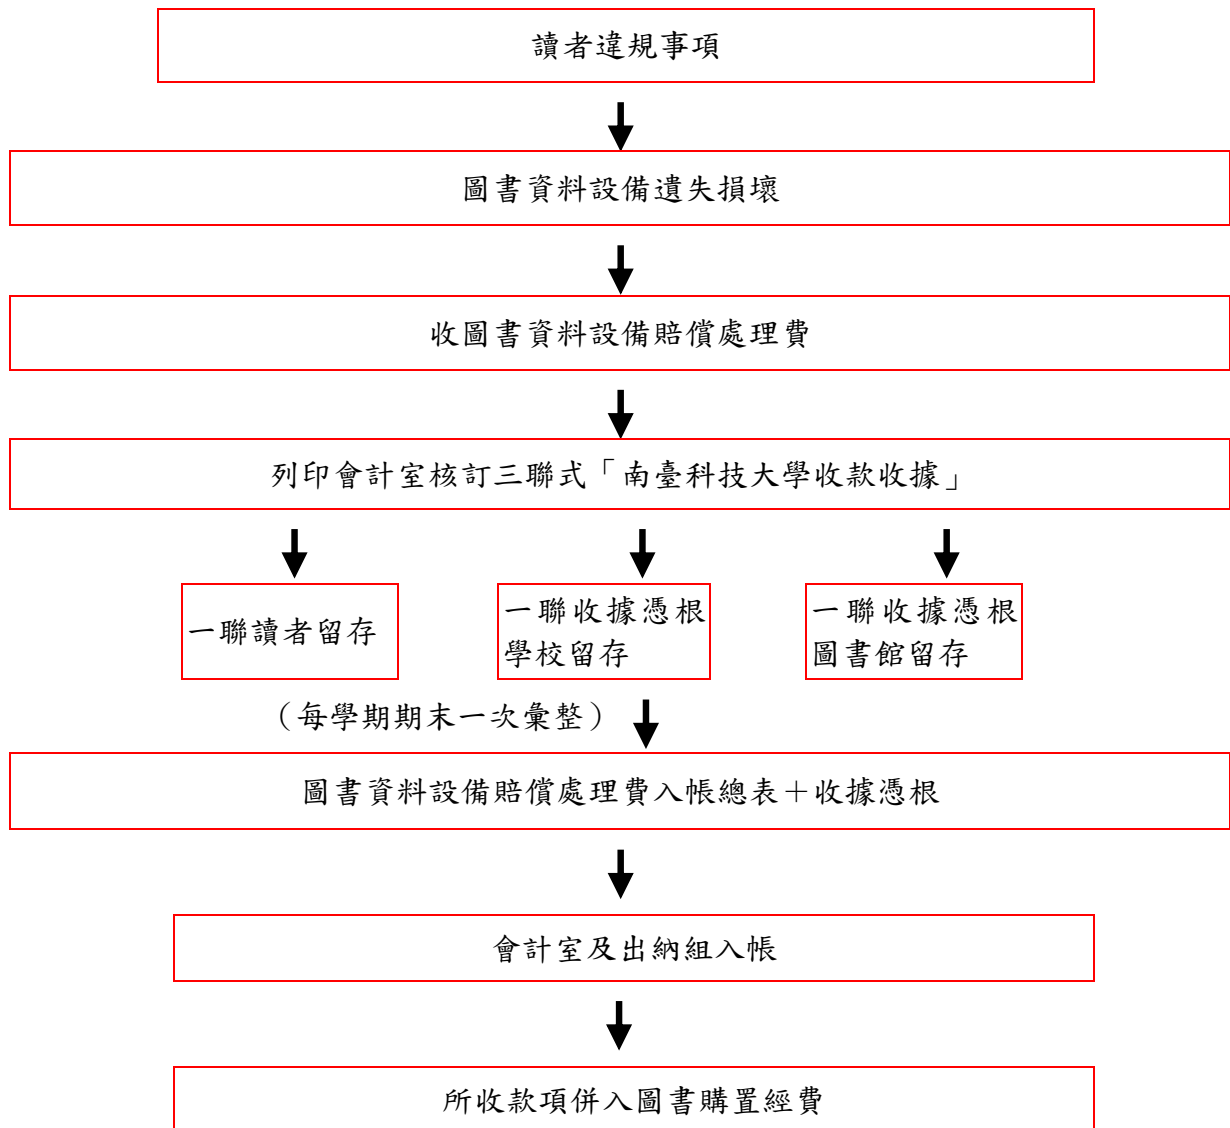 讀者違規事項
圖書資料設備遺失損壞
收圖書資料設備賠償處理費
列印會計室核訂三聯式「南臺科技大學收款收據」
一聯讀者留存
一聯收據憑根
學校留存
一聯收據憑根
圖書館留存
（每學期期末一次彙整）
圖書資料設備賠償處理費入帳總表＋收據憑根
會計室及出納組入帳
所收款項併入圖書購置經費